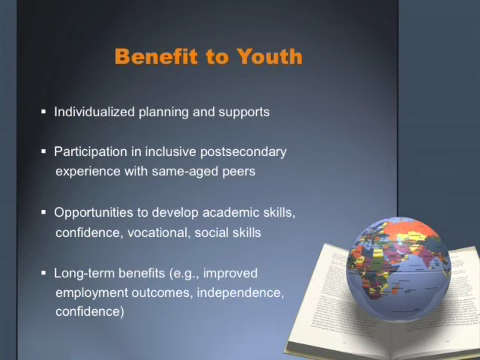 Benefit to Youth
▪ Individualized planning and supports
▪ Participation in inclusive postsecondary
experience with same-aged peers
▪ Opportunities to develop academic skills,
confidence, vocational, social skills
▪ Long-term benefits (e.g., improved
employment outcomes, independence,
confidence)